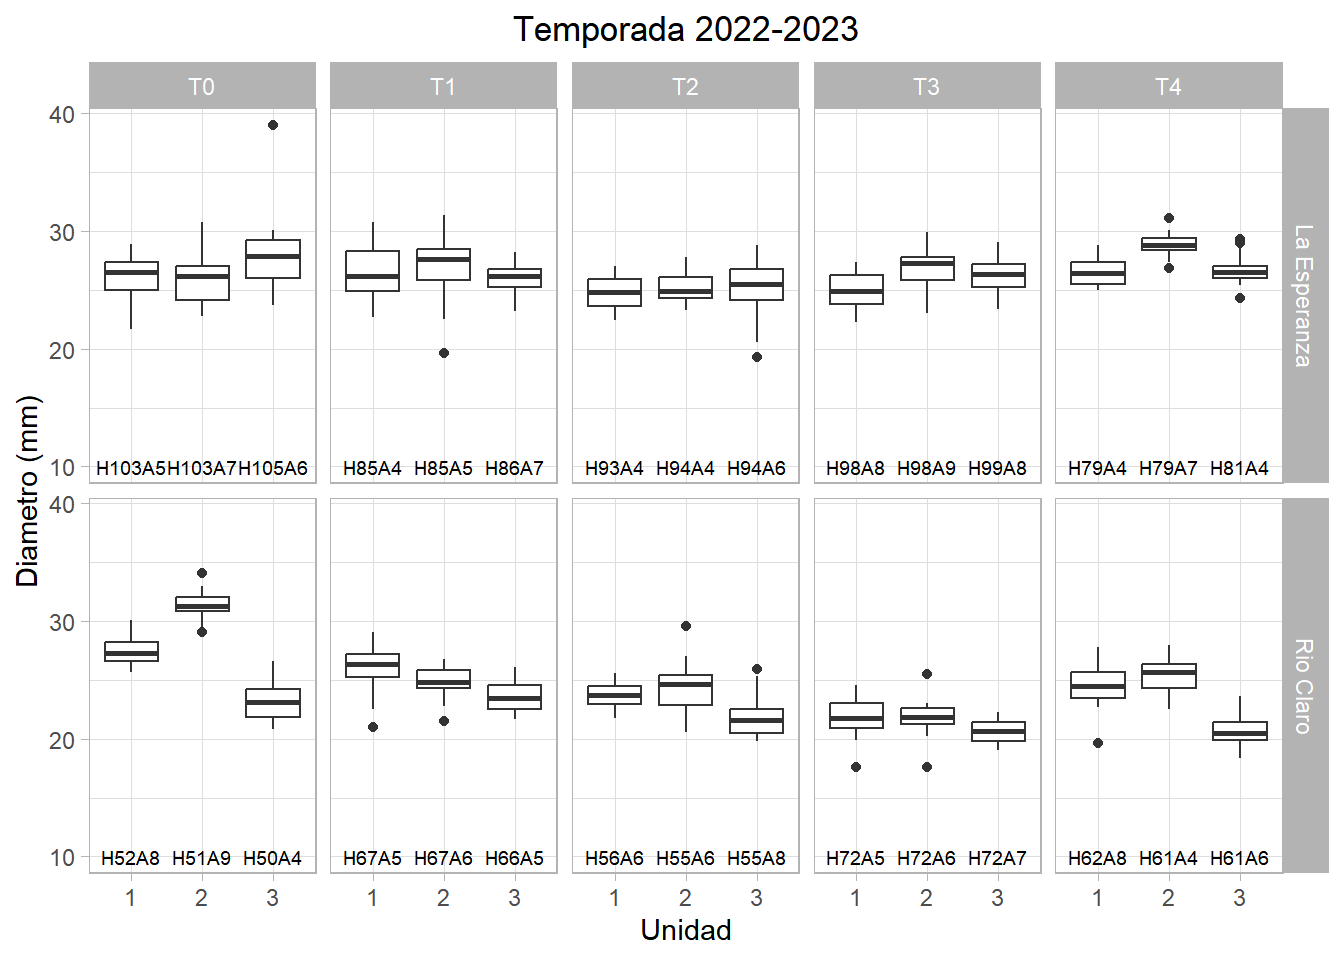 Temporada 2022-2023
T0 T1 T2 T3 T4
La Esperanza
40
30
20
10
H103A5 H103A7 H105A6 H85A4 H85A5 H86A7 H93A4 H94A4 H94A6 H98A8 H98A9 H99A8 H79A4 H79A7 H81A4
Diametro (mm)
Rio Claro
40
30
20
10
H52A8 H51A9 H50A4 H67A5 H67A6 H66A5 H56A6 H55A6 H55A8 H72A5 H72A6 H72A7 H62A8 H61A4 H61A6
1 2 3 1 2 3 1 2 3 1 2 3 1 2 3
Unidad